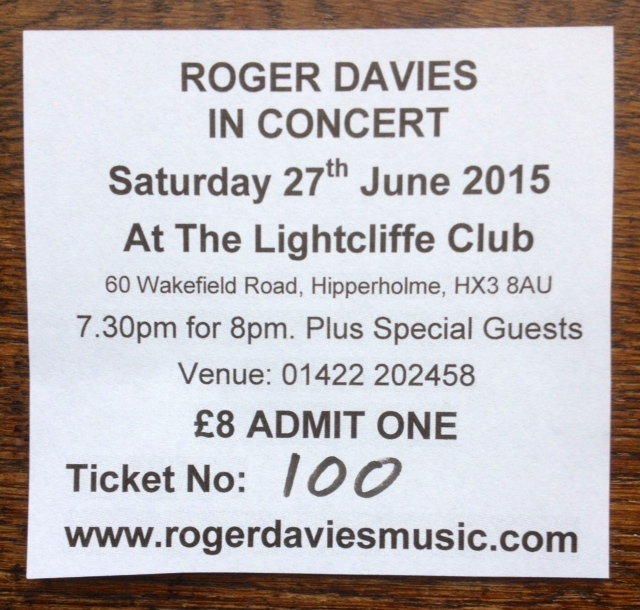 ROGER DAVIES
IN CONCERT
Saturday 27th June 2015
At The Lightcliffe Club
60 Wakefield Road, Hipperholme, HX3 8AU
7.30pm for 8pm. Plus Special Guests
Venue: 01422 202458
£8 ADMIT ONE
Ticket No: 100
www.rogerdaviesmusic.com